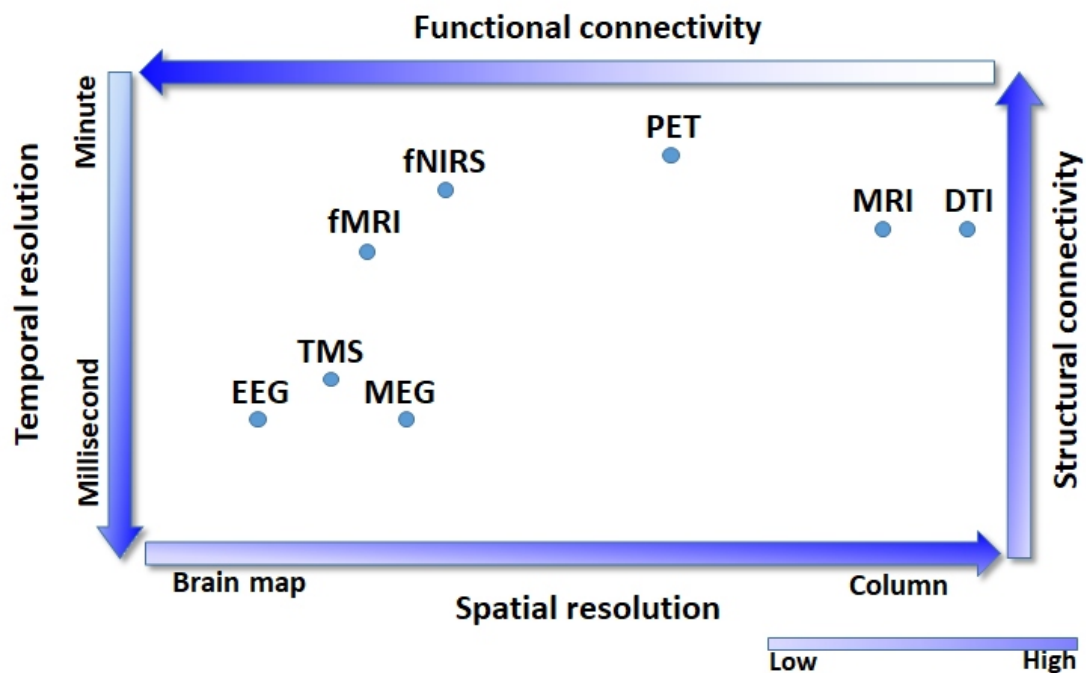 Functional connectivity
Temporal resolution
Minute
Millisecond
PET
fNIRS
MRI DTI
fMRI
TMS
EEG MEG
Structural connectivity
Brain map
Column
Spatial resolution
Low High